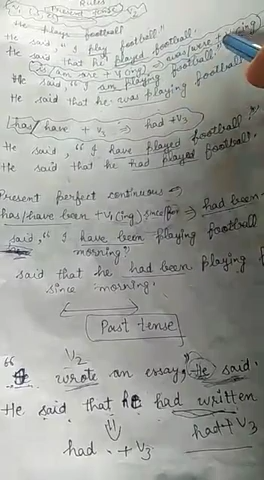 Rules
Present tense
He plays football
He said "I play football."
He said that he played football.
(is/am/are + V(ing) ⇒ was/were + ing)
He said "I am playing football."
He said that he was playing football
has/have + V3 ⇒ had+V3
He said, "I have played football."
He said that he had played football.
Present perfect continuous ⇒
has/have been + V1(ing) since/for ⇒ had been
said, "I have been playing football
morning"
said that he had been playing f
since morning.
Past tense
V2
" wrote an essay," He said.
He said that he had written
had + V3 had+V3